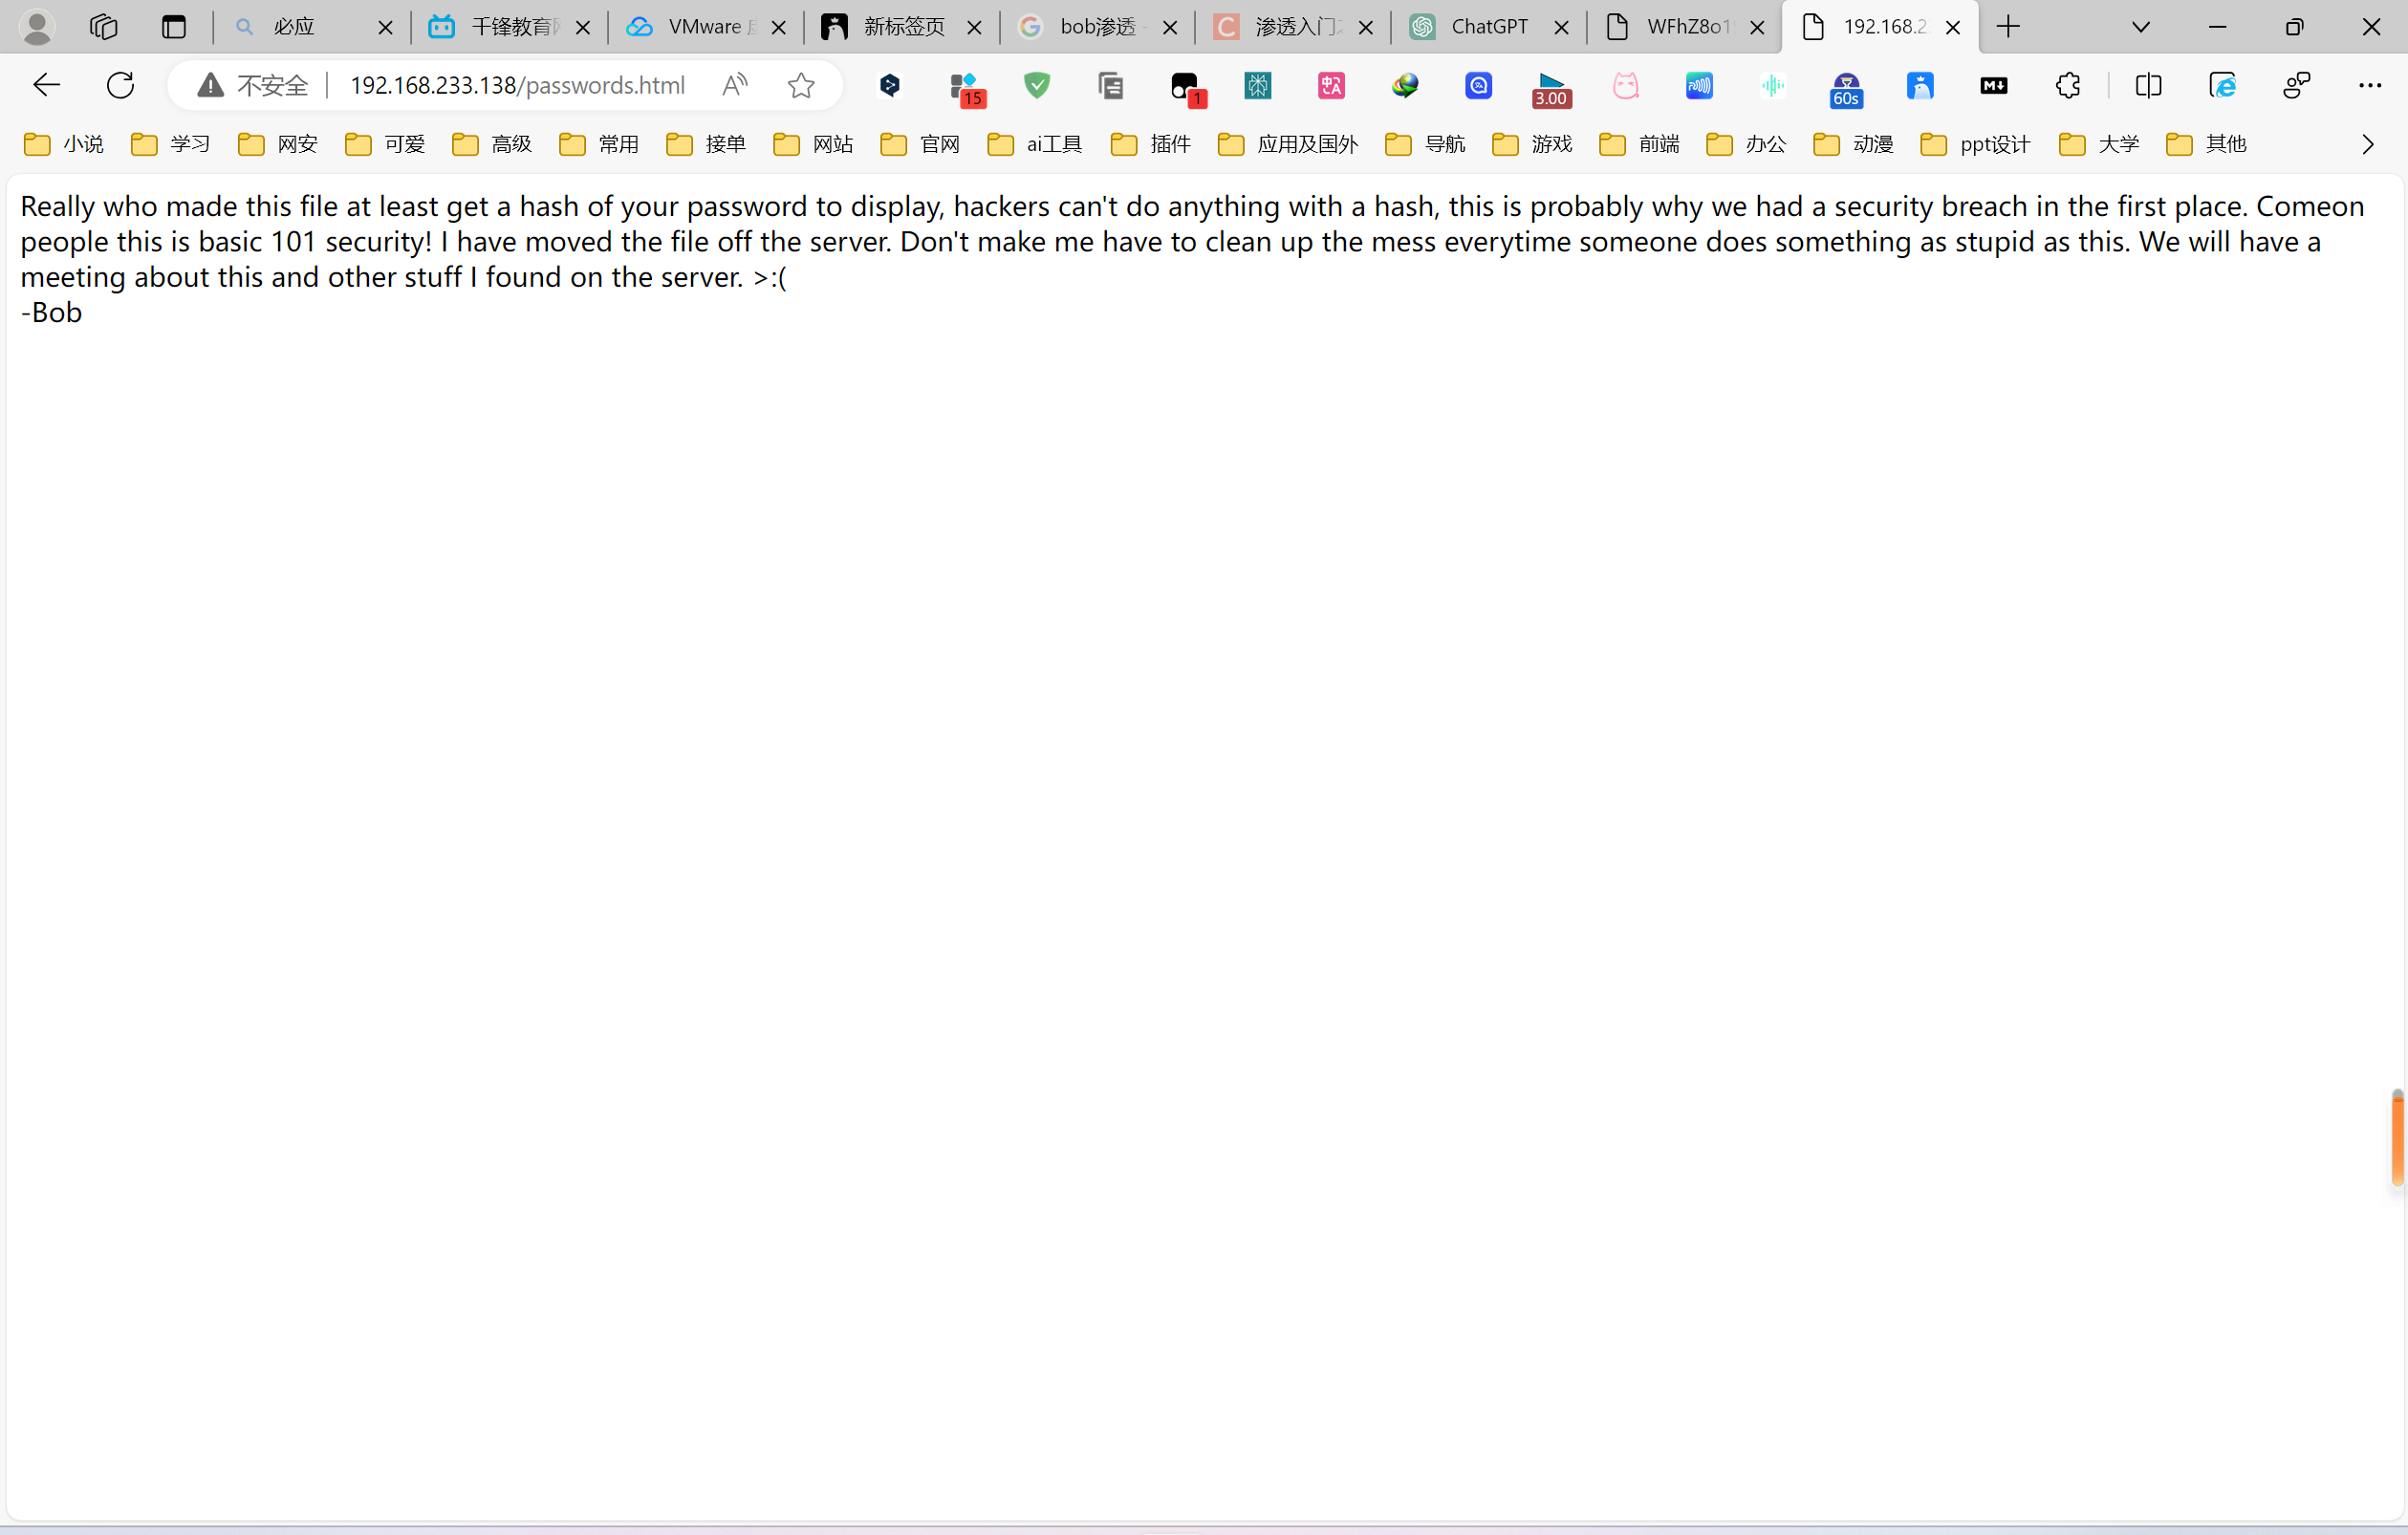 必应
千锋教育
VMware
新标签页
bob渗透 -
渗透入门
ChatGPT
WFhZ8o1
192.168.2
不安全
192.168.233.138/passwords.html
15
1
3.00
60s
M↓
小说
学习
网安
可爱
高级
常用
接单
网站
官网
ai工具
插件
应用及国外
导航
游戏
前端
办公
动漫
ppt设计
大学
其他
Really who made this file at least get a hash of your password to display, hackers can't do anything with a hash, this is probably why we had a security breach in the first place. Comeon
people this is basic 101 security! I have moved the file off the server. Don't make me have to clean up the mess everytime someone does something as stupid as this. We will have a
meeting about this and other stuff I found on the server. >:(
-Bob